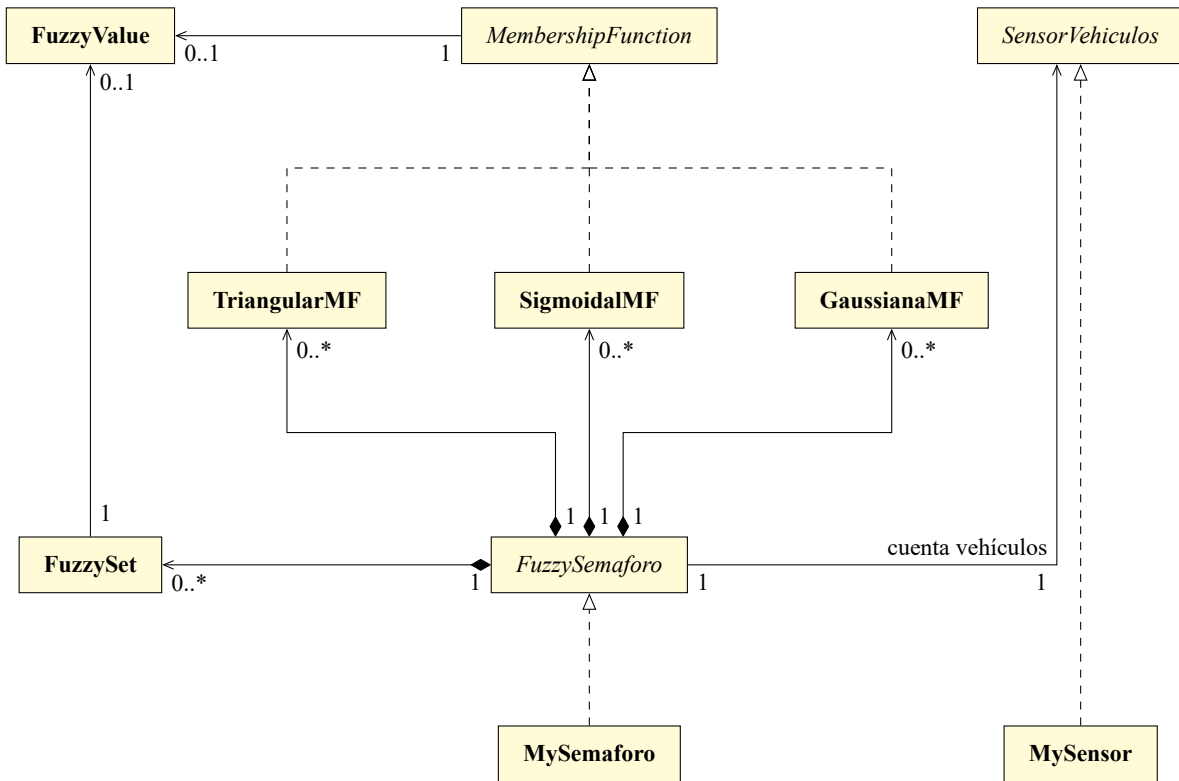 FuzzyValue
MembershipFunction
SensorVehiculos
0..1
1
0..1
TriangularMF
SigmoidalMF
GaussianaMF
0..*
0..*
0..*
1
1
1
1
FuzzySet
FuzzySemaforo
cuenta vehículos
0..*
1
1
1
MySemaforo
MySensor